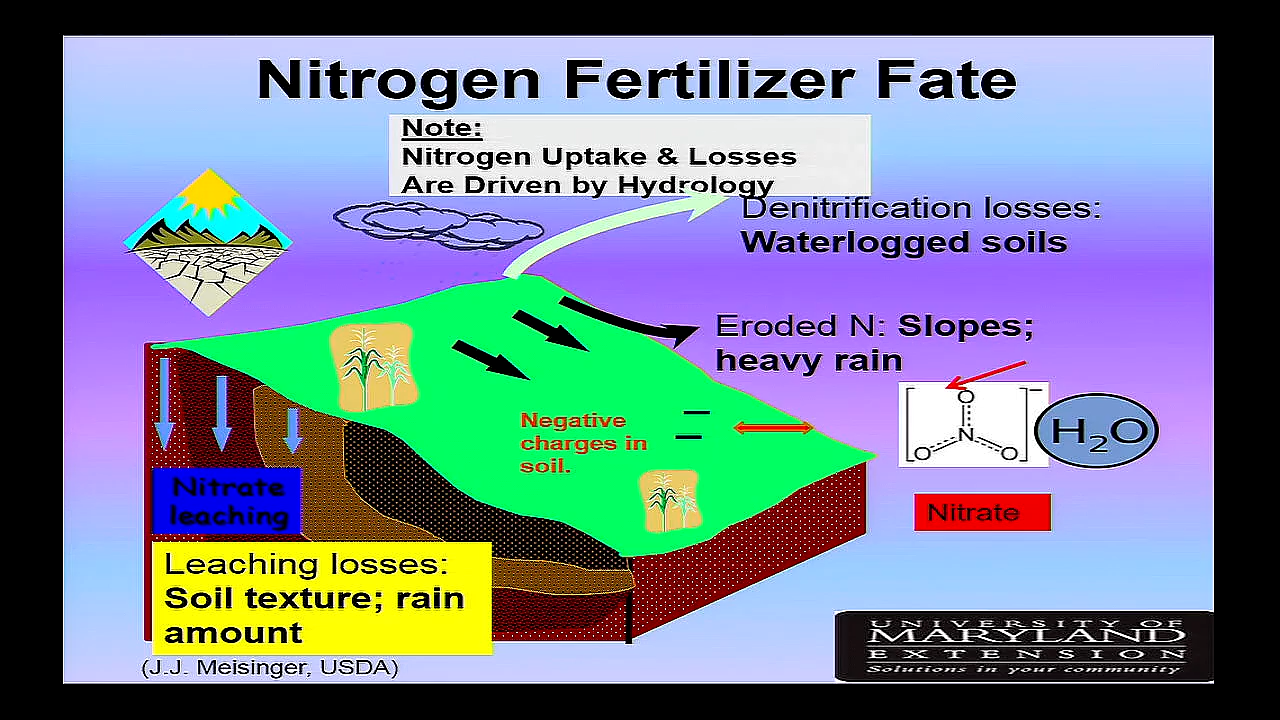 Nitrogen Fertilizer Fate
Note:
Nitrogen Uptake & Losses
Are Driven by Hydrology
Denitrification losses:
Waterlogged soils
Eroded N: Slopes;
heavy rain
Negative
charges in
soil.
O
N
O
O
H2O
Nitrate
Nitrate
leaching
Leaching losses:
Soil texture; rain
amount
(J.J. Meisinger, USDA)
UNIVERSITY OF
MARYLAND
EXTENSION
Solutions in your community